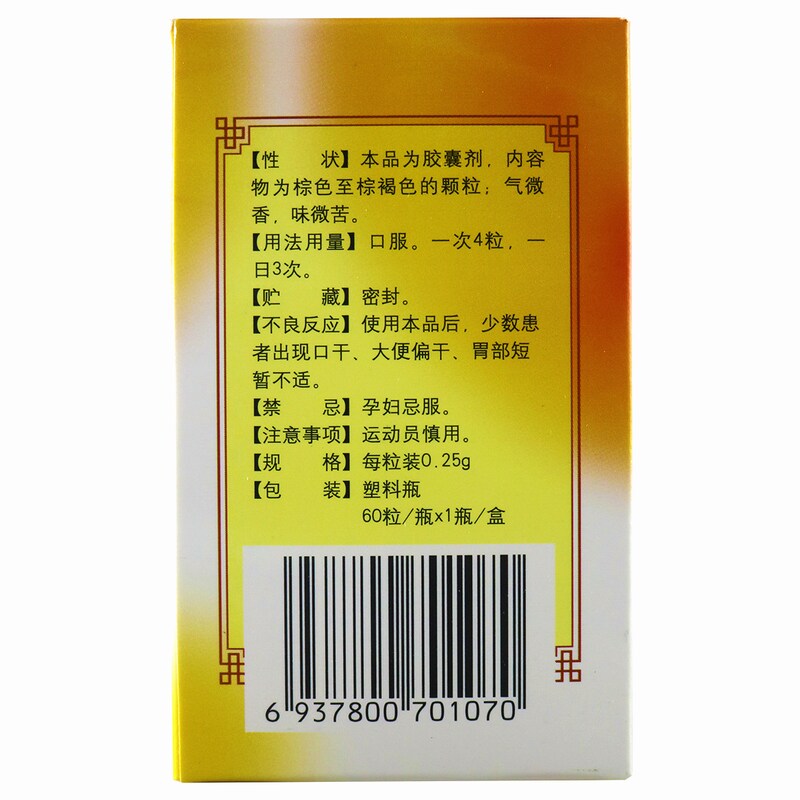 【性　　状】本品为胶囊剂，内容
物为棕色至棕褐色的颗粒；气微
香，味微苦。
【用法用量】口服。一次4粒，一
日3次。
【贮　　藏】密封。
【不良反应】使用本品后，少数患
者出现口干、大便偏干、胃部短
暂不适。
【禁　　忌】孕妇忌服。
【注意事项】运动员慎用。
【规　　格】每粒装0.25g
【包　　装】塑料瓶
60粒/瓶x1瓶/盒
6 937800 701070